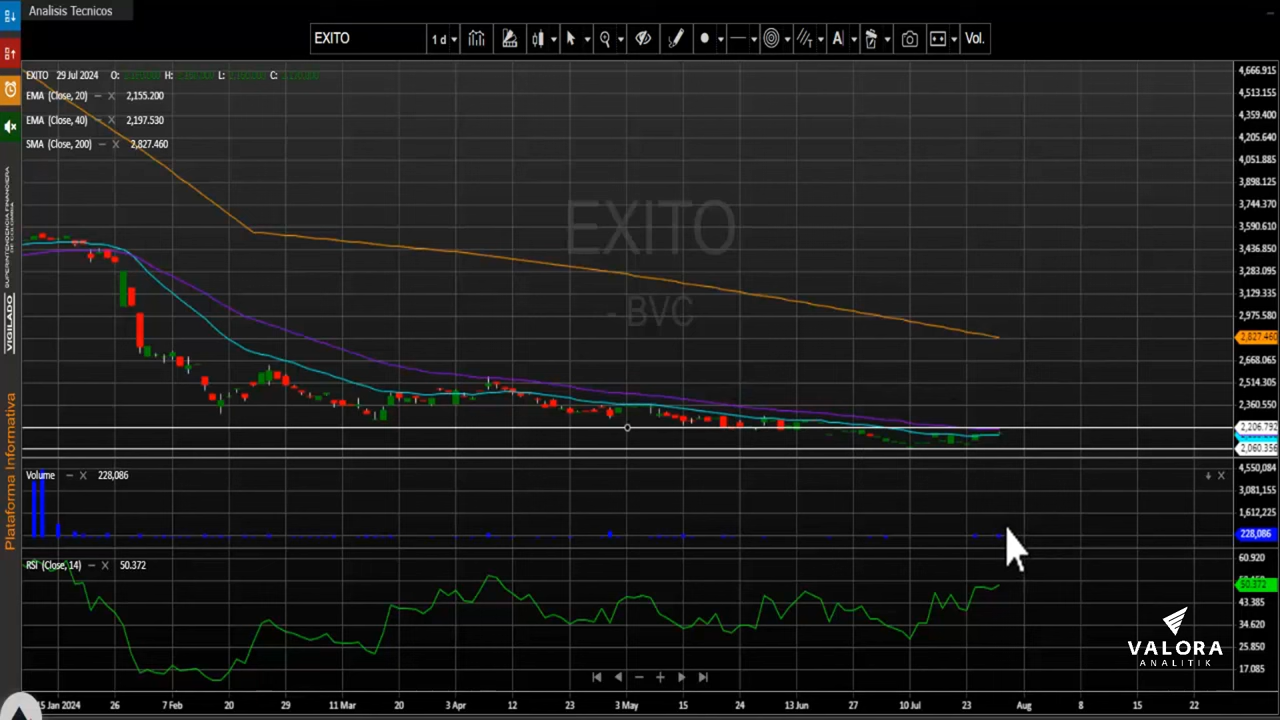 Analisis Tecnicos
EXITO
1 d
A
Vol.
EXITO 29 Jul 2024 O: H: L: C:
EMA (Close, 20) 2,155.200
EMA (Close, 40) 2,197.530
SMA (Close, 200) 2,827.460
EXITO
- BVC
4,666.915
4,513.155
4,359.400
4,205.640
4,051.885
3,898.125
3,744.370
3,590.610
3,436.850
3,283.095
3,129.335
2,975.580
2,827.460
2,668.065
2,514.305
2,360.550
2,206.792
2,060.356
Volume 228,086
4,550,084
3,081,155
1,612,225
228,086
RSI (Close, 14) 50.372
60.920
50.372
43.385
34.620
25.850
17.085
15 Jan 2024 26 7 Feb 20 29 11 Mar 20 3 Apr 12 23 3 May 15 24 13 Jun 27 10 Jul 23 Aug 8 15 22
VIGILADO
Plataforma Informativa
VALORA
ANALITIK